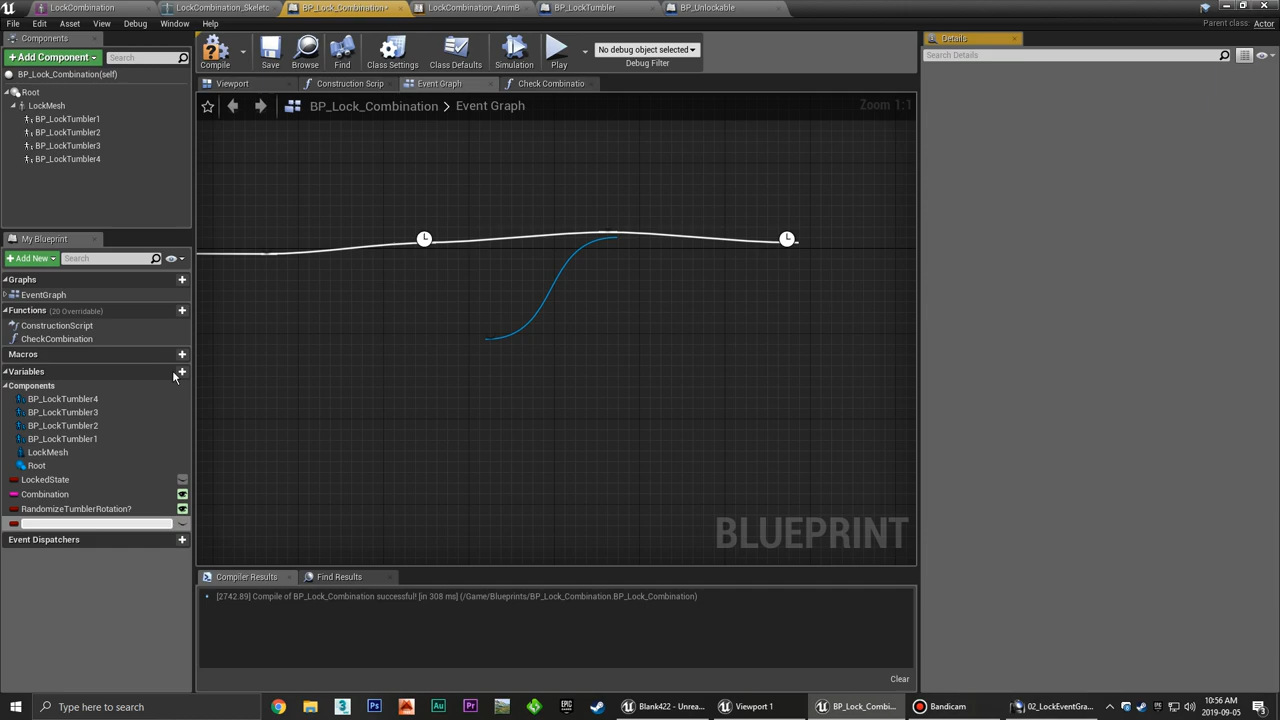 LockCombination
LockCombination_Skeletc
BP_Lock_Combination*
LockCombination_AnimB
BP_LockTumbler
BP_Unlockable
File Edit Asset View Debug Window Help
Parent class: Actor
Components
+Add Component
Search
BP_Lock_Combination(self)
Root
LockMesh
BP_LockTumbler1
BP_LockTumbler2
BP_LockTumbler3
BP_LockTumbler4
Compile
Save
Browse
Find
Class Settings
Class Defaults
Simulation
Play
No debug object selected
Debug Filter
Viewport
Construction Scrip
Event Graph
Check Combinatio
BP_Lock_Combination > Event Graph
Zoom 1:1
BLUEPRINT
My Blueprint
+Add New
Search
Graphs
EventGraph
Functions (20 Overridable)
ConstructionScript
CheckCombination
Macros
Variables
Components
BP_LockTumbler4
BP_LockTumbler3
BP_LockTumbler2
BP_LockTumbler1
LockMesh
Root
LockedState
Combination
RandomizeTumblerRotation?
Event Dispatchers
Compiler Results
Find Results
[2742.89] Compile of BP_Lock_Combination successful! [in 308 ms] (/Game/Blueprints/BP_Lock_Combination.BP_Lock_Combination)
Clear
Details
Search Details
Type here to search
Ps
Au
Pr
EPIC
Blank422 - Unrea...
Viewport 1
BP_Lock_Combi...
Bandicam
02_LockEventGra...
10:56 AM
2019-09-05